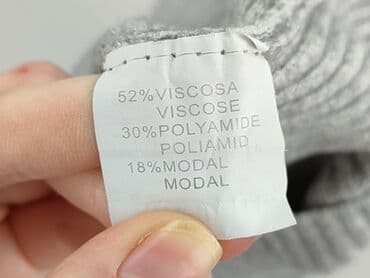 52%VISCOSA
VISCOSE
30%POLYAMIDE
POLIAMID
18%MODAL
MODAL